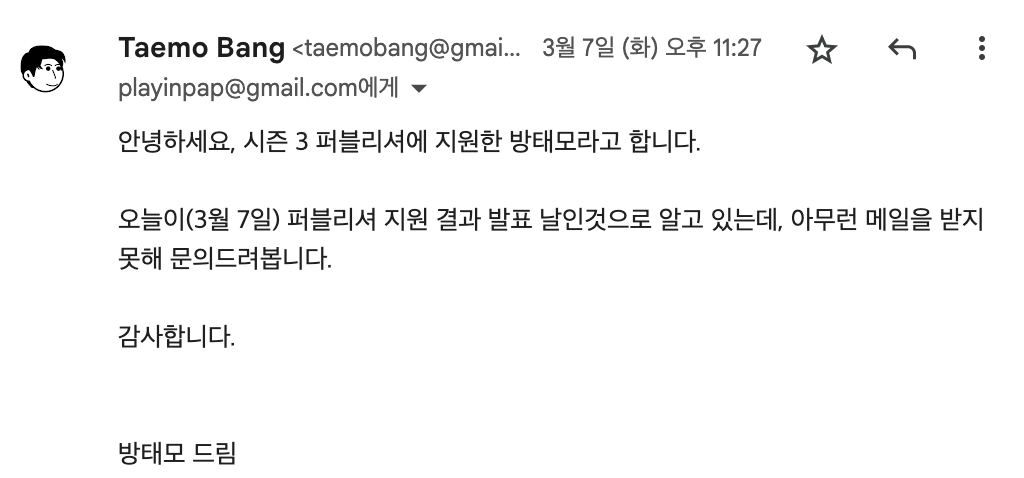 Taemo Bang <taemobang@gmai... 3월 7일 (화) 오후 11:27
playinpap@gmail.com에게
안녕하세요, 시즌 3 퍼블리셔에 지원한 방태모라고 합니다.
오늘이(3월 7일) 퍼블리셔 지원 결과 발표 날인것으로 알고 있는데, 아무런 메일을 받지
못해 문의드려봅니다.
감사합니다.
방태모 드림